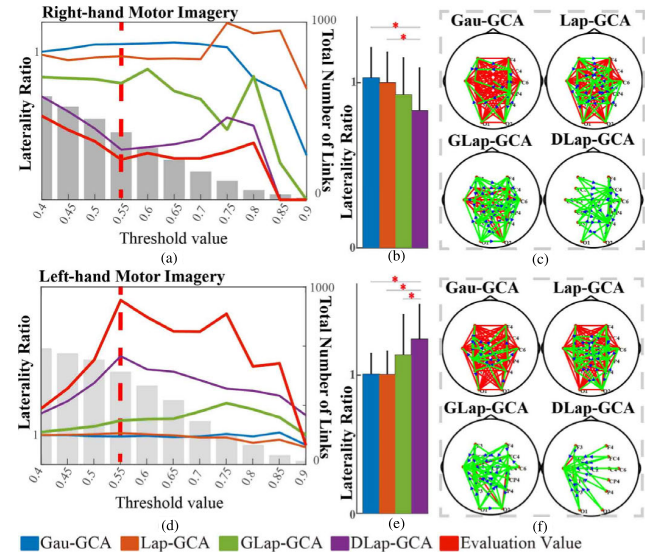 Right-hand Motor Imagery
Laterality Ratio
1
0.4 0.45 0.5 0.55 0.6 0.65 0.7 0.75 0.8 0.85 0.9
Threshold value
1000
0
Total Number of Links
(a)
Laterality Ratio
1
0
* *
(b)
Gau-GCA Lap-GCA
GLap-GCA DLap-GCA
(c)
Left-hand Motor Imagery
Laterality Ratio
1
0.4 0.45 0.5 0.55 0.6 0.65 0.7 0.75 0.8 0.85 0.9
Threshold value
1000
0
Total Number of Links
(d)
Laterality Ratio
1
0
* * *
(e)
Gau-GCA Lap-GCA
GLap-GCA DLap-GCA
(f)
Gau-GCA Lap-GCA GLap-GCA DLap-GCA Evaluation Value